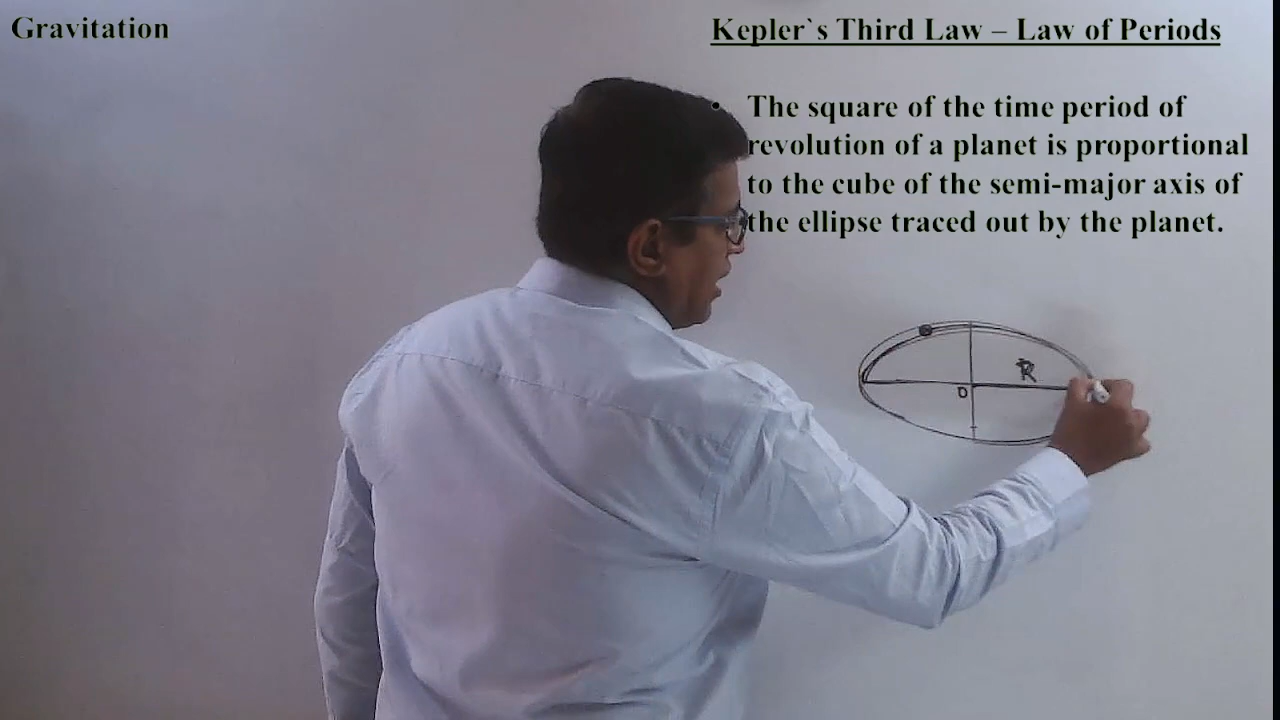 Gravitation
Kepler`s Third Law – Law of Periods
• The square of the time period of
revolution of a planet is proportional
to the cube of the semi-major axis of
the ellipse traced out by the planet.
R
O